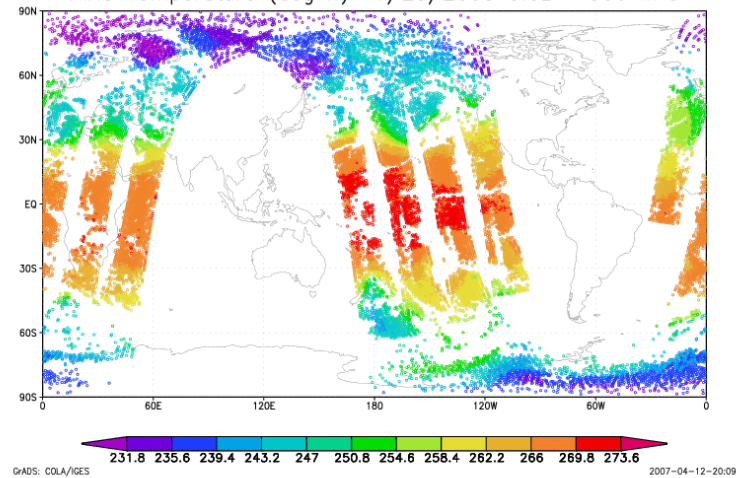 90N
60N
30N
EQ
30S
60S
90S
0 60E 120E 180 120W 60W 0
231.8 235.6 239.4 243.2 247 250.8 254.6 258.4 262.2 266 269.8 273.6
GrADS: COLA/IGES 2007-04-12-20:09